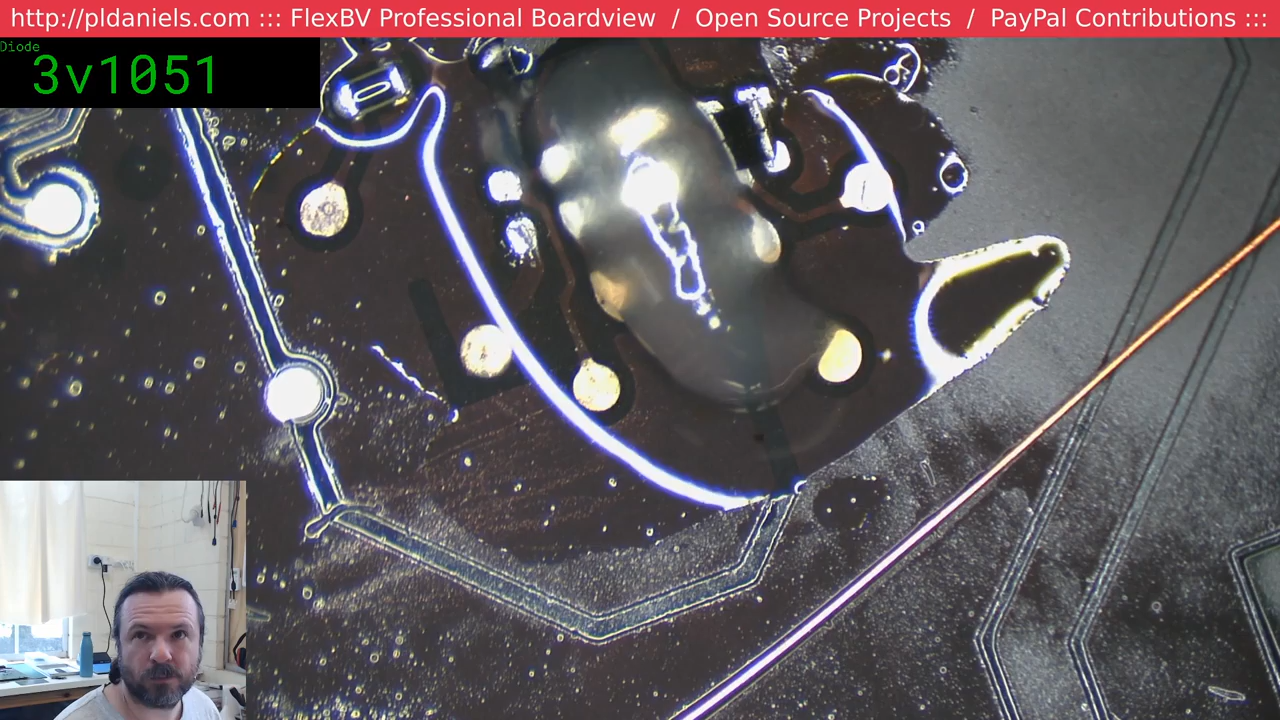 http://pldaniels.com ::: FlexBV Professional Boardview  /  Open Source Projects  /  PayPal Contributions :::
Diode
3v1051